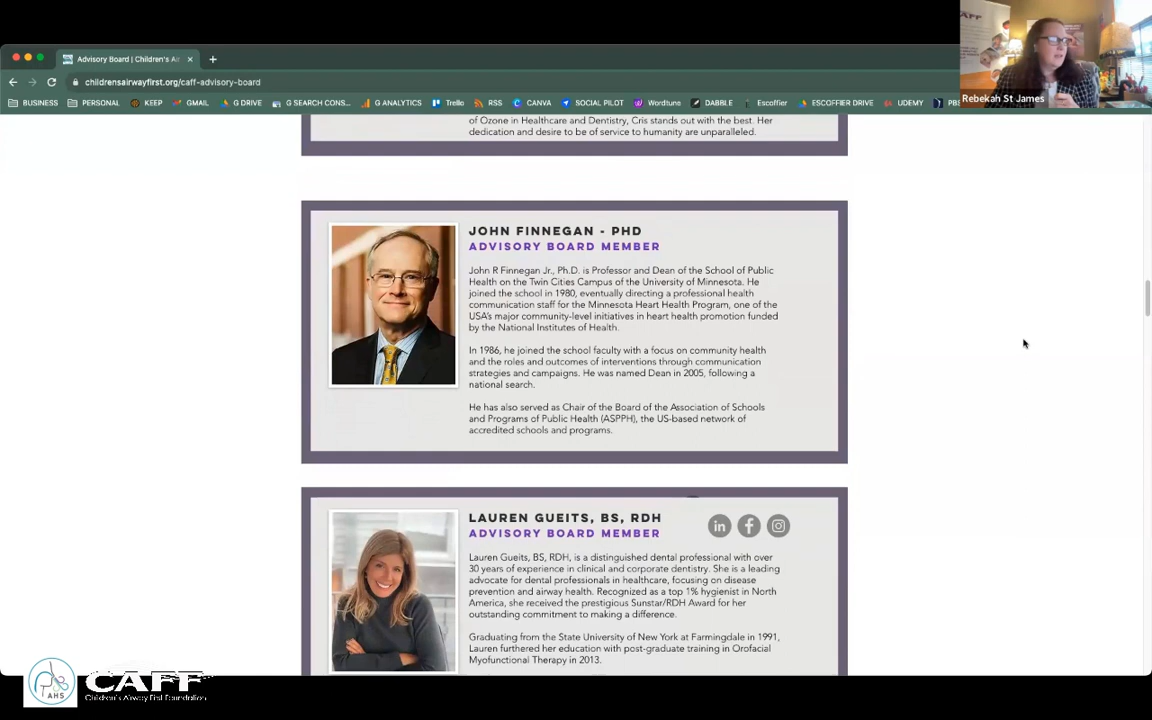 Advisory Board | Children's Ai
childrensairwayfirst.org/caff-advisory-board
BUSINESS PERSONAL KEEP GMAIL G DRIVE G SEARCH CONS... G ANALYTICS Trello RSS CANVA SOCIAL PILOT Wordtune DABBLE Escoffier ESCOFFIER DRIVE UDEMY
Rebekah St James
of Ozone in Healthcare and Dentistry, Cris stands out with the best. Her
dedication and desire to be of service to humanity are unparalleled.
JOHN FINNEGAN - PHD
ADVISORY BOARD MEMBER
John R Finnegan Jr., Ph.D. is Professor and Dean of the School of Public
Health on the Twin Cities Campus of the University of Minnesota. He
joined the school in 1980, eventually directing a professional health
communication staff for the Minnesota Heart Health Program, one of the
USA's major community-level initiatives in heart health promotion funded
by the National Institutes of Health.
In 1986, he joined the school faculty with a focus on community health
and the roles and outcomes of interventions through communication
strategies and campaigns. He was named Dean in 2005, following a
national search.
He has also served as Chair of the Board of the Association of Schools
and Programs of Public Health (ASPPH), the US-based network of
accredited schools and programs.
LAUREN GUEITS, BS, RDH
ADVISORY BOARD MEMBER
Lauren Gueits, BS, RDH, is a distinguished dental professional with over
30 years of experience in clinical and corporate dentistry. She is a leading
advocate for dental professionals in healthcare, focusing on disease
prevention and airway health. Recognized as a top 1% hygienist in North
America, she received the prestigious Sunstar/RDH Award for her
outstanding commitment to making a difference.
Graduating from the State University of New York at Farmingdale in 1991,
Lauren furthered her education with post-graduate training in Orofacial
Myofunctional Therapy in 2013.
AHS
CAFF
Children's Airway First Foundation